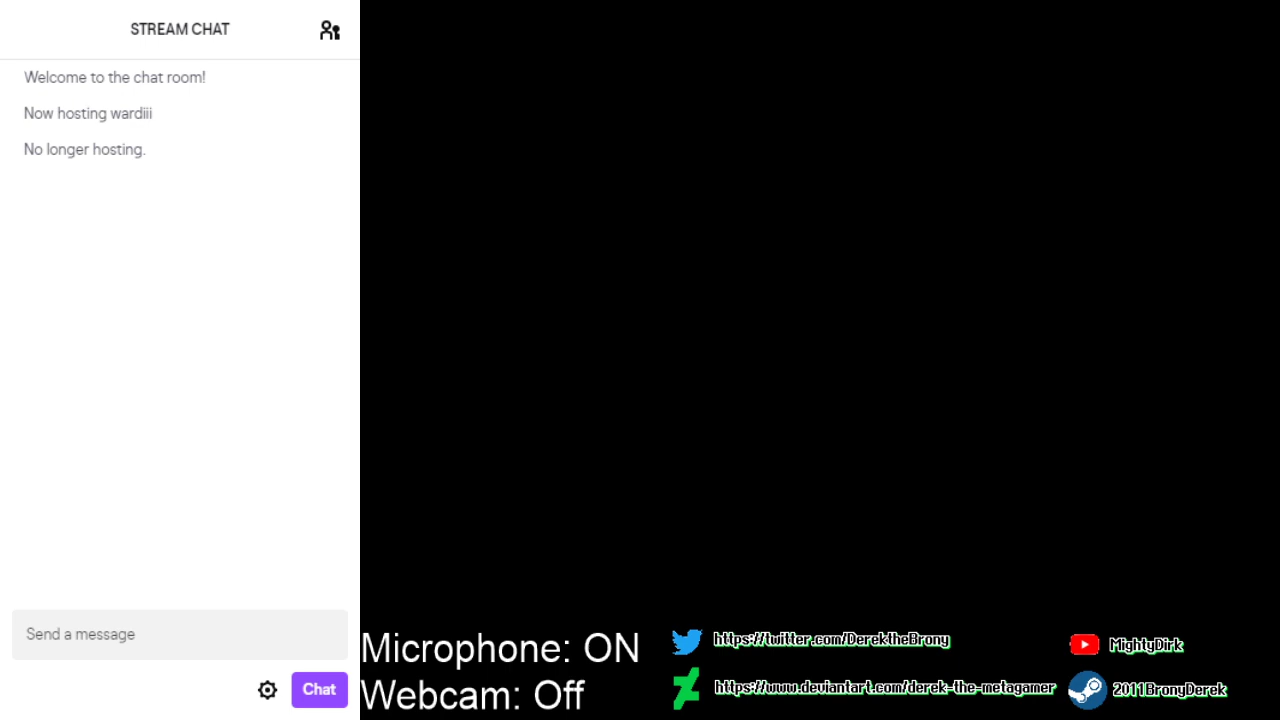 STREAM CHAT
Welcome to the chat room!
Now hosting wardiii
No longer hosting.
Send a message
Chat
Microphone: ON
Webcam: Off
https://twitter.com/DerektheBrony
https://www.deviantart.com/derek-the-metagamer
MightyDirk
2011BronyDerek